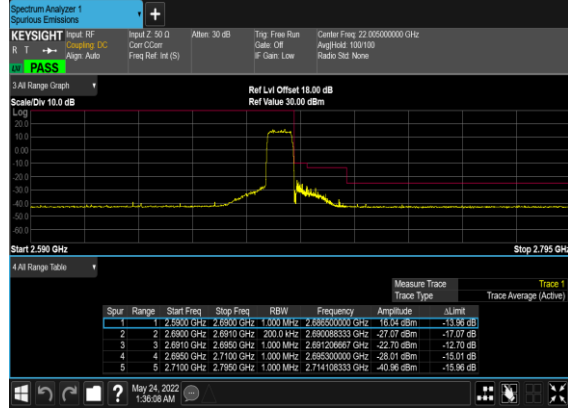 Spectrum Analyzer 1
Spurious Emissions
KEYSIGHT Input: RF Input Z: 50 Ω Atten: 30 dB Trig: Free Run Center Freq: 22.005000000 GHz
R T Coupling: DC Corr CCorr Gate: Off Avg|Hold: 100/100
Align: Auto Freq Ref: Int (S) IF Gain: Low Radio Std: None
PASS
3 All Range Graph
Ref Lvl Offset 18.00 dB
Scale/Div 10.0 dB Ref Value 30.00 dBm
Log
20.0
10.0
0.00
-10.0
-20.0
-30.0
-40.0
-50.0
-60.0
Start 2.590 GHz Stop 2.795 GHz
4 All Range Table
Measure Trace Trace 1
Trace Type Trace Average (Active)
Spur Range Start Freq Stop Freq RBW Frequency Amplitude ΔLimit
1 1 2.5900 GHz 2.6900 GHz 1.000 MHz 2.686500000 GHz 16.04 dBm -13.96 dB
2 2 2.6900 GHz 2.6910 GHz 200.0 kHz 2.690088333 GHz -27.07 dBm -17.07 dB
3 3 2.6910 GHz 2.6950 GHz 1.000 MHz 2.691206667 GHz -22.70 dBm -12.70 dB
4 4 2.6950 GHz 2.7100 GHz 1.000 MHz 2.695300000 GHz -28.01 dBm -15.01 dB
5 5 2.7100 GHz 2.7950 GHz 1.000 MHz 2.714108333 GHz -40.96 dBm -15.96 dB
May 24, 2022
1:36:08 AM